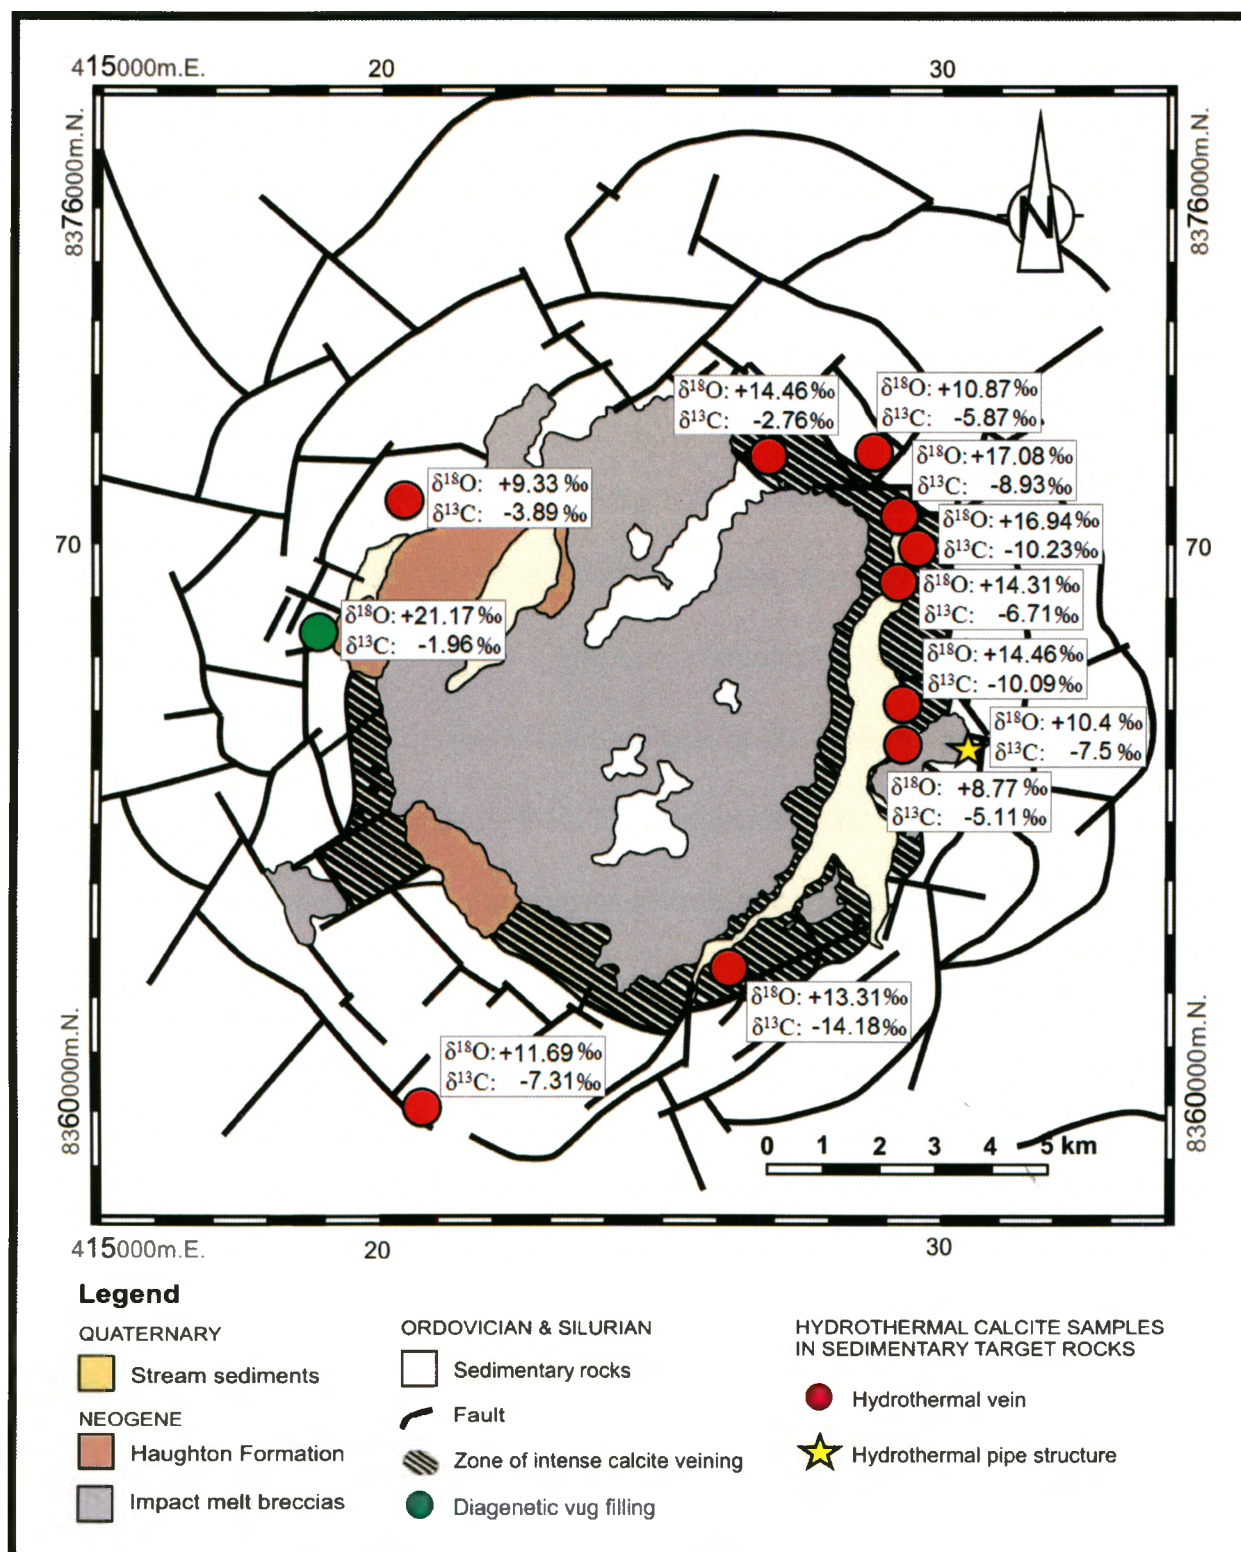 415000m.E.
20
30
8376000m.N.
8376000m.N.
N
δ¹⁸O: +14.46‰
δ¹³C: -2.76‰
δ¹⁸O: +10.87‰
δ¹³C: -5.87‰
δ¹⁸O: +17.08‰
δ¹³C: -8.93‰
δ¹⁸O: +9.33‰
δ¹³C: -3.89‰
δ¹⁸O: +16.94‰
δ¹³C: -10.23‰
70
70
δ¹⁸O: +14.31‰
δ¹³C: -6.71‰
δ¹⁸O: +21.17‰
δ¹³C: -1.96‰
δ¹⁸O: +14.46‰
δ¹³C: -10.09‰
δ¹⁸O: +10.4 ‰
δ¹³C: -7.5 ‰
δ¹⁸O: +8.77‰
δ¹³C: -5.11‰
δ¹⁸O: +13.31‰
δ¹³C: -14.18‰
δ¹⁸O: +11.69‰
δ¹³C: -7.31‰
8360000m.N.
8360000m.N.
0 1 2 3 4 5 km
415000m.E.
20
30
Legend
QUATERNARY
Stream sediments
NEOGENE
Haughton Formation
Impact melt breccias
ORDOVICIAN & SILURIAN
Sedimentary rocks
Fault
Zone of intense calcite veining
Diagenetic vug filling
HYDROTHERMAL CALCITE SAMPLES
IN SEDIMENTARY TARGET ROCKS
Hydrothermal vein
Hydrothermal pipe structure